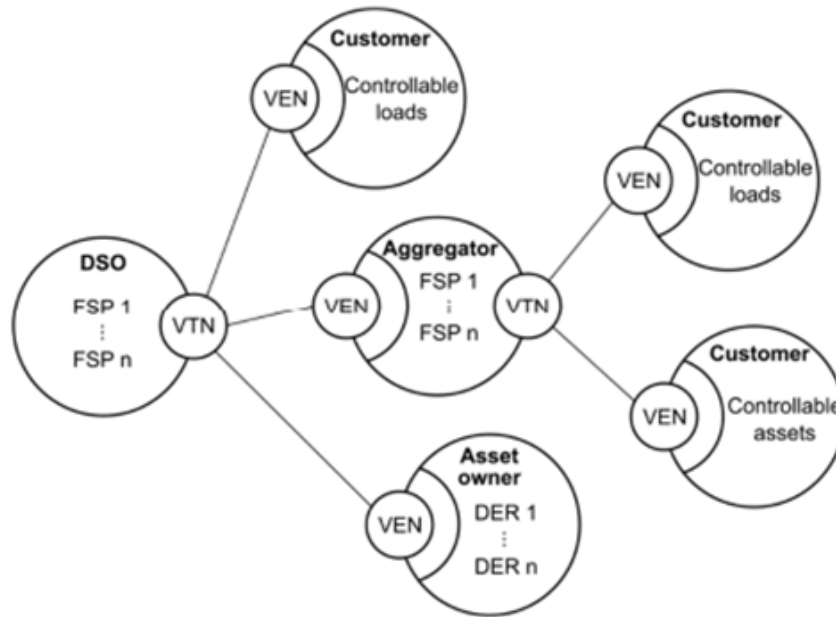 Customer
VEN
Controllable
loads
Customer
VEN
Controllable
loads
DSO
FSP 1
FSP n
VTN
Aggregator
VEN
FSP 1
FSP n
VTN
Customer
VEN
Controllable
assets
Asset
owner
VEN
DER 1
DER n